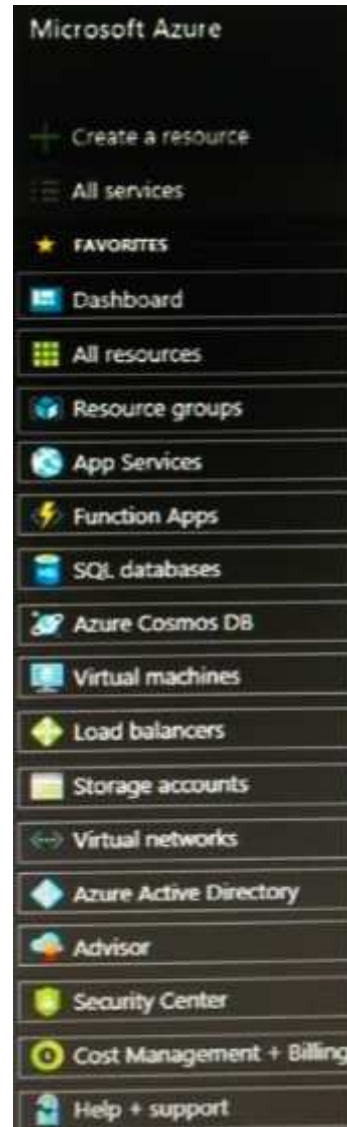 Microsoft Azure
Create a resource
All services
FAVORITES
Dashboard
All resources
Resource groups
App Services
Function Apps
SQL databases
Azure Cosmos DB
Virtual machines
Load balancers
Storage accounts
Virtual networks
Azure Active Directory
Advisor
Security Center
Cost Management + Billing
Help + support